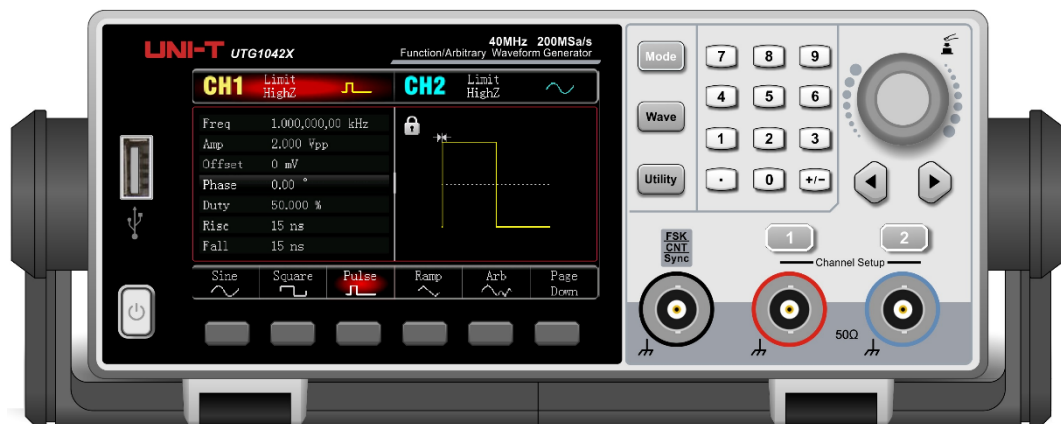 UNI-T UTG1042X
40MHz 200MSa/s
Function/Arbitrary Waveform Generator
CH1 Limit HighZ
CH2 Limit HighZ
Freq 1.000,000,00 kHz
Amp 2.000 Vpp
Offset 0 mV
Phase 0.00 °
Duty 50.000 %
Rise 15 ns
Fall 15 ns
Sine Square Pulse Ramp Arb Page Down
Mode
Wave
Utility
7 8 9
4 5 6
1 2 3
· 0 +/−
FSK
CNT
Sync
1 2
Channel Setup
50Ω